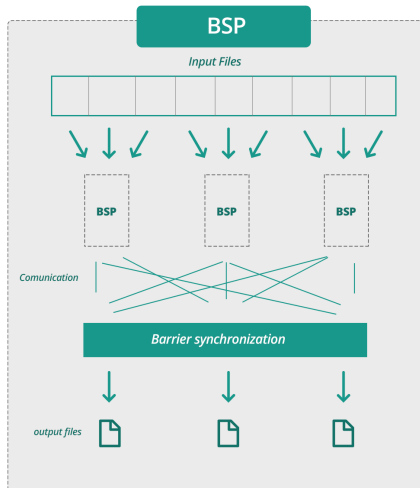 BSP
Input Files
BSP
BSP
BSP
Comunication
Barrier synchronization
output files